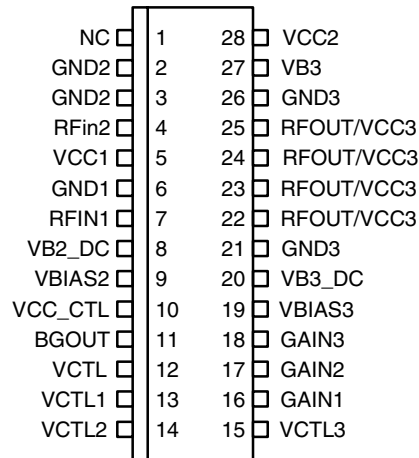 NC 1 28 VCC2
GND2 2 27 VB3
GND2 3 26 GND3
RFin2 4 25 RFOUT/VCC3
VCC1 5 24 RFOUT/VCC3
GND1 6 23 RFOUT/VCC3
RFIN1 7 22 RFOUT/VCC3
VB2_DC 8 21 GND3
VBIAS2 9 20 VB3_DC
VCC_CTL 10 19 VBIAS3
BGOUT 11 18 GAIN3
VCTL 12 17 GAIN2
VCTL1 13 16 GAIN1
VCTL2 14 15 VCTL3